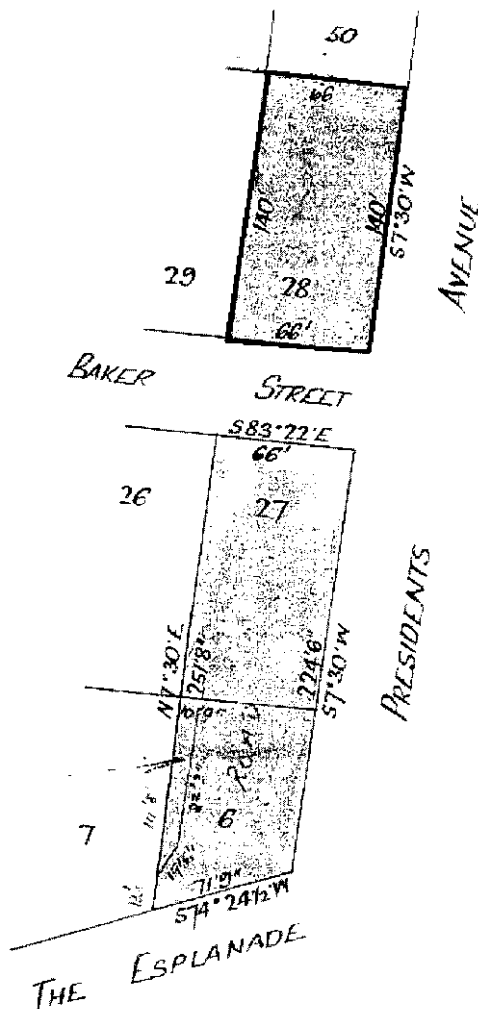 50
66
140'
140'
S7°30'W
AVENUE
29
28
66'
BAKER STREET
S83°22'E
66'
26
27
N7°30'E
251'8"
224'6"
S7°30'W
PRESIDENTS
7
6
12'
71'9"
S74°24½'W
THE ESPLANADE